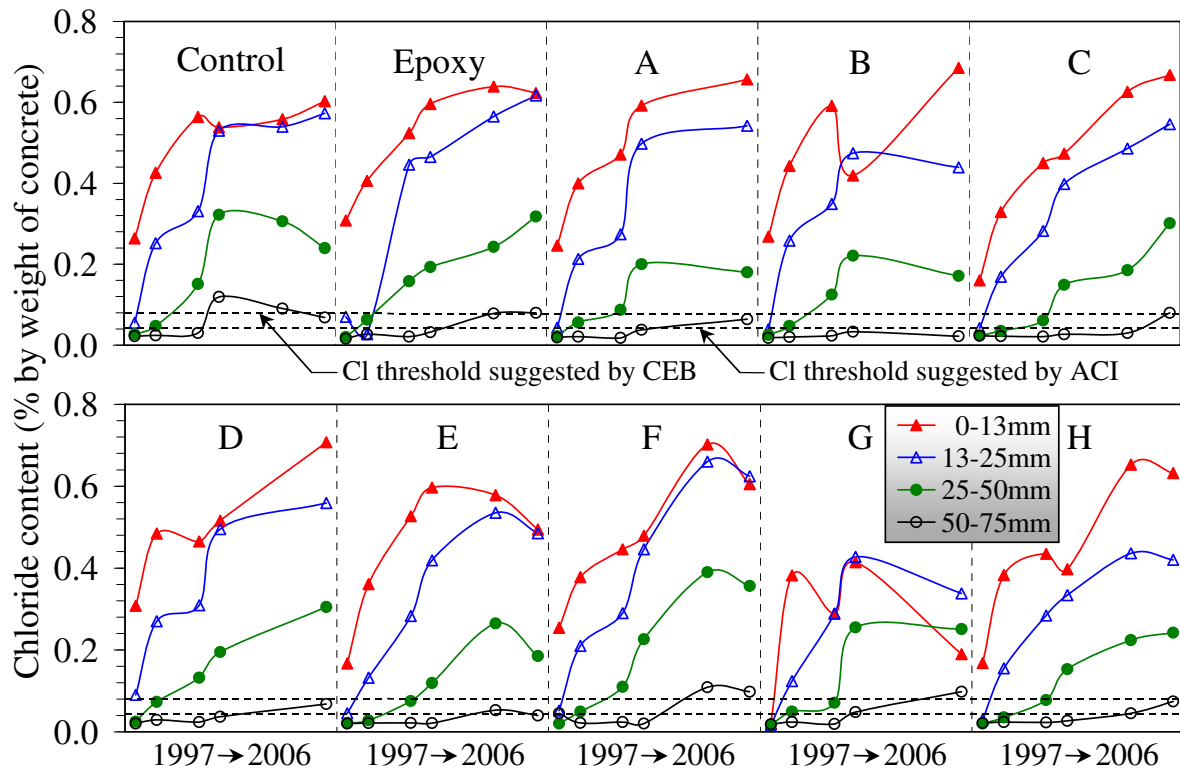 Chloride content (% by weight of concrete)
0.8
0.6
0.4
0.2
0.0
Control
Epoxy
A
B
C
Cl threshold suggested by CEB
Cl threshold suggested by ACI
0.8
0.6
0.4
0.2
0.0
D
E
F
G
H
0-13mm
13-25mm
25-50mm
50-75mm
1997→2006
1997→2006
1997→2006
1997→2006
1997→2006